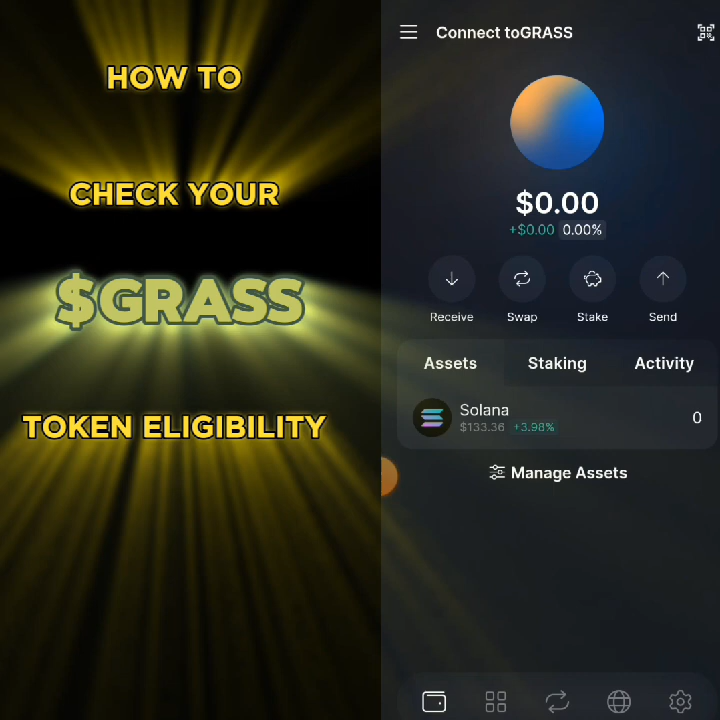 HOW TO
CHECK YOUR
$GRASS
TOKEN ELIGIBILITY
Connect toGRASS
$0.00
+$0.00 0.00%
Receive Swap Stake Send
Assets Staking Activity
Solana 0
$133.36 +3.98%
Manage Assets